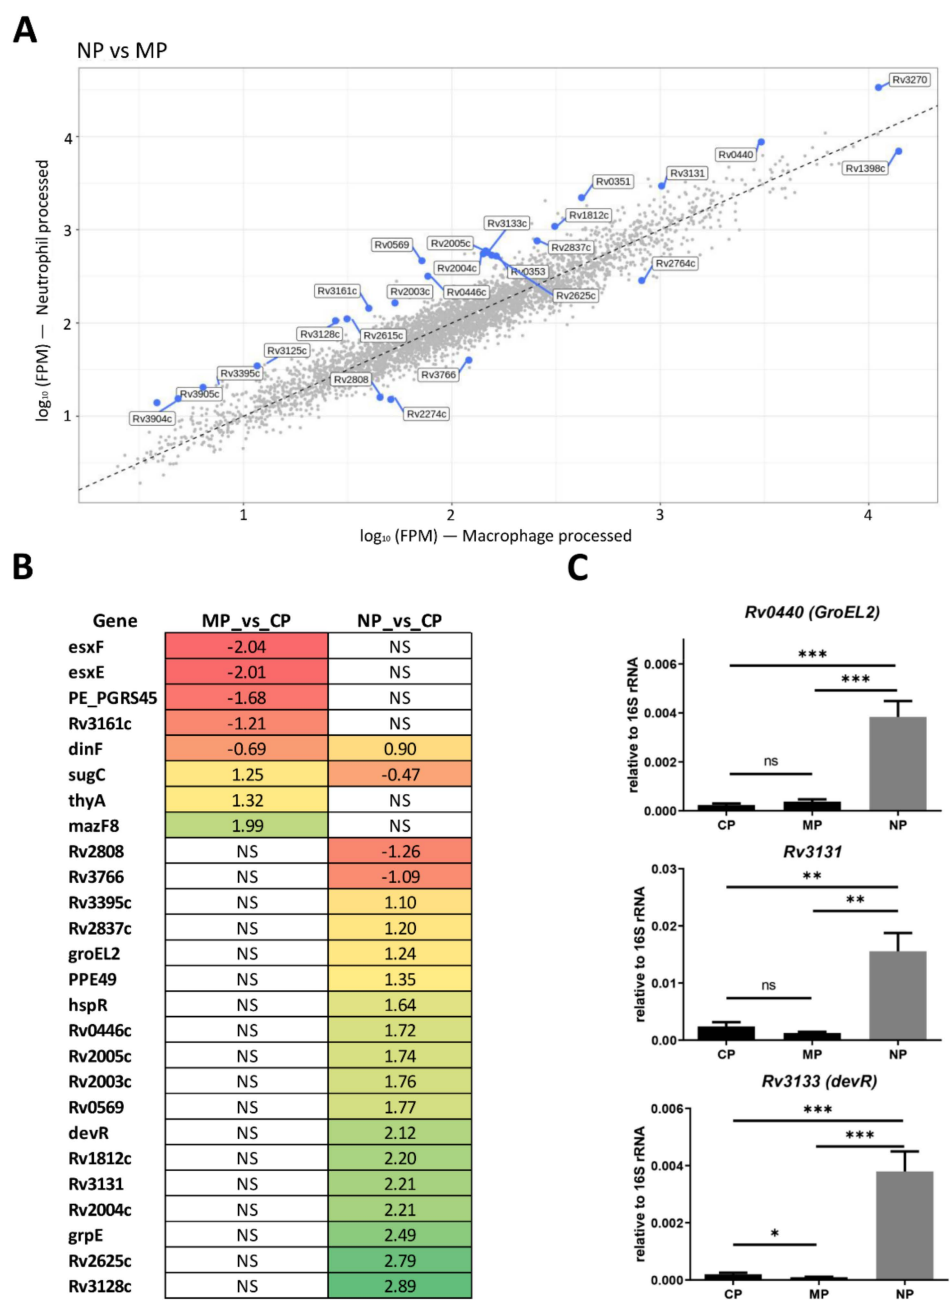 A
NP vs MP
log₁₀ (FPM) — Neutrophil processed
4
3
2
1
Rv3270
Rv0440
Rv1398c
Rv3131
Rv0351
Rv1812c
Rv3133c
Rv2005c
Rv0569
Rv2837c
Rv2004c
Rv0353
Rv2764c
Rv3161c
Rv2003c
Rv0446c
Rv2625c
Rv3128c
Rv2615c
Rv3125c
Rv3395c
Rv2808
Rv3766
Rv3905c
Rv3904c
Rv2274c
1 2 3 4
log₁₀ (FPM) — Macrophage processed
B
Gene MP_vs_CP NP_vs_CP
esxF -2.04 NS
esxE -2.01 NS
PE_PGRS45 -1.68 NS
Rv3161c -1.21 NS
dinF -0.69 0.90
sugC 1.25 -0.47
thyA 1.32 NS
mazF8 1.99 NS
Rv2808 NS -1.26
Rv3766 NS -1.09
Rv3395c NS 1.10
Rv2837c NS 1.20
groEL2 NS 1.24
PPE49 NS 1.35
hspR NS 1.64
Rv0446c NS 1.72
Rv2005c NS 1.74
Rv2003c NS 1.76
Rv0569 NS 1.77
devR NS 2.12
Rv1812c NS 2.20
Rv3131 NS 2.21
Rv2004c NS 2.21
grpE NS 2.49
Rv2625c NS 2.79
Rv3128c NS 2.89
C
Rv0440 (GroEL2)
relative to 16S rRNA
0.006
0.004
0.002
0.000
***
***
ns
CP MP NP
Rv3131
relative to 16S rRNA
0.03
0.02
0.01
0.00
**
**
ns
CP MP NP
Rv3133 (devR)
relative to 16S rRNA
0.006
0.004
0.002
0.000
***
***
*
CP MP NP